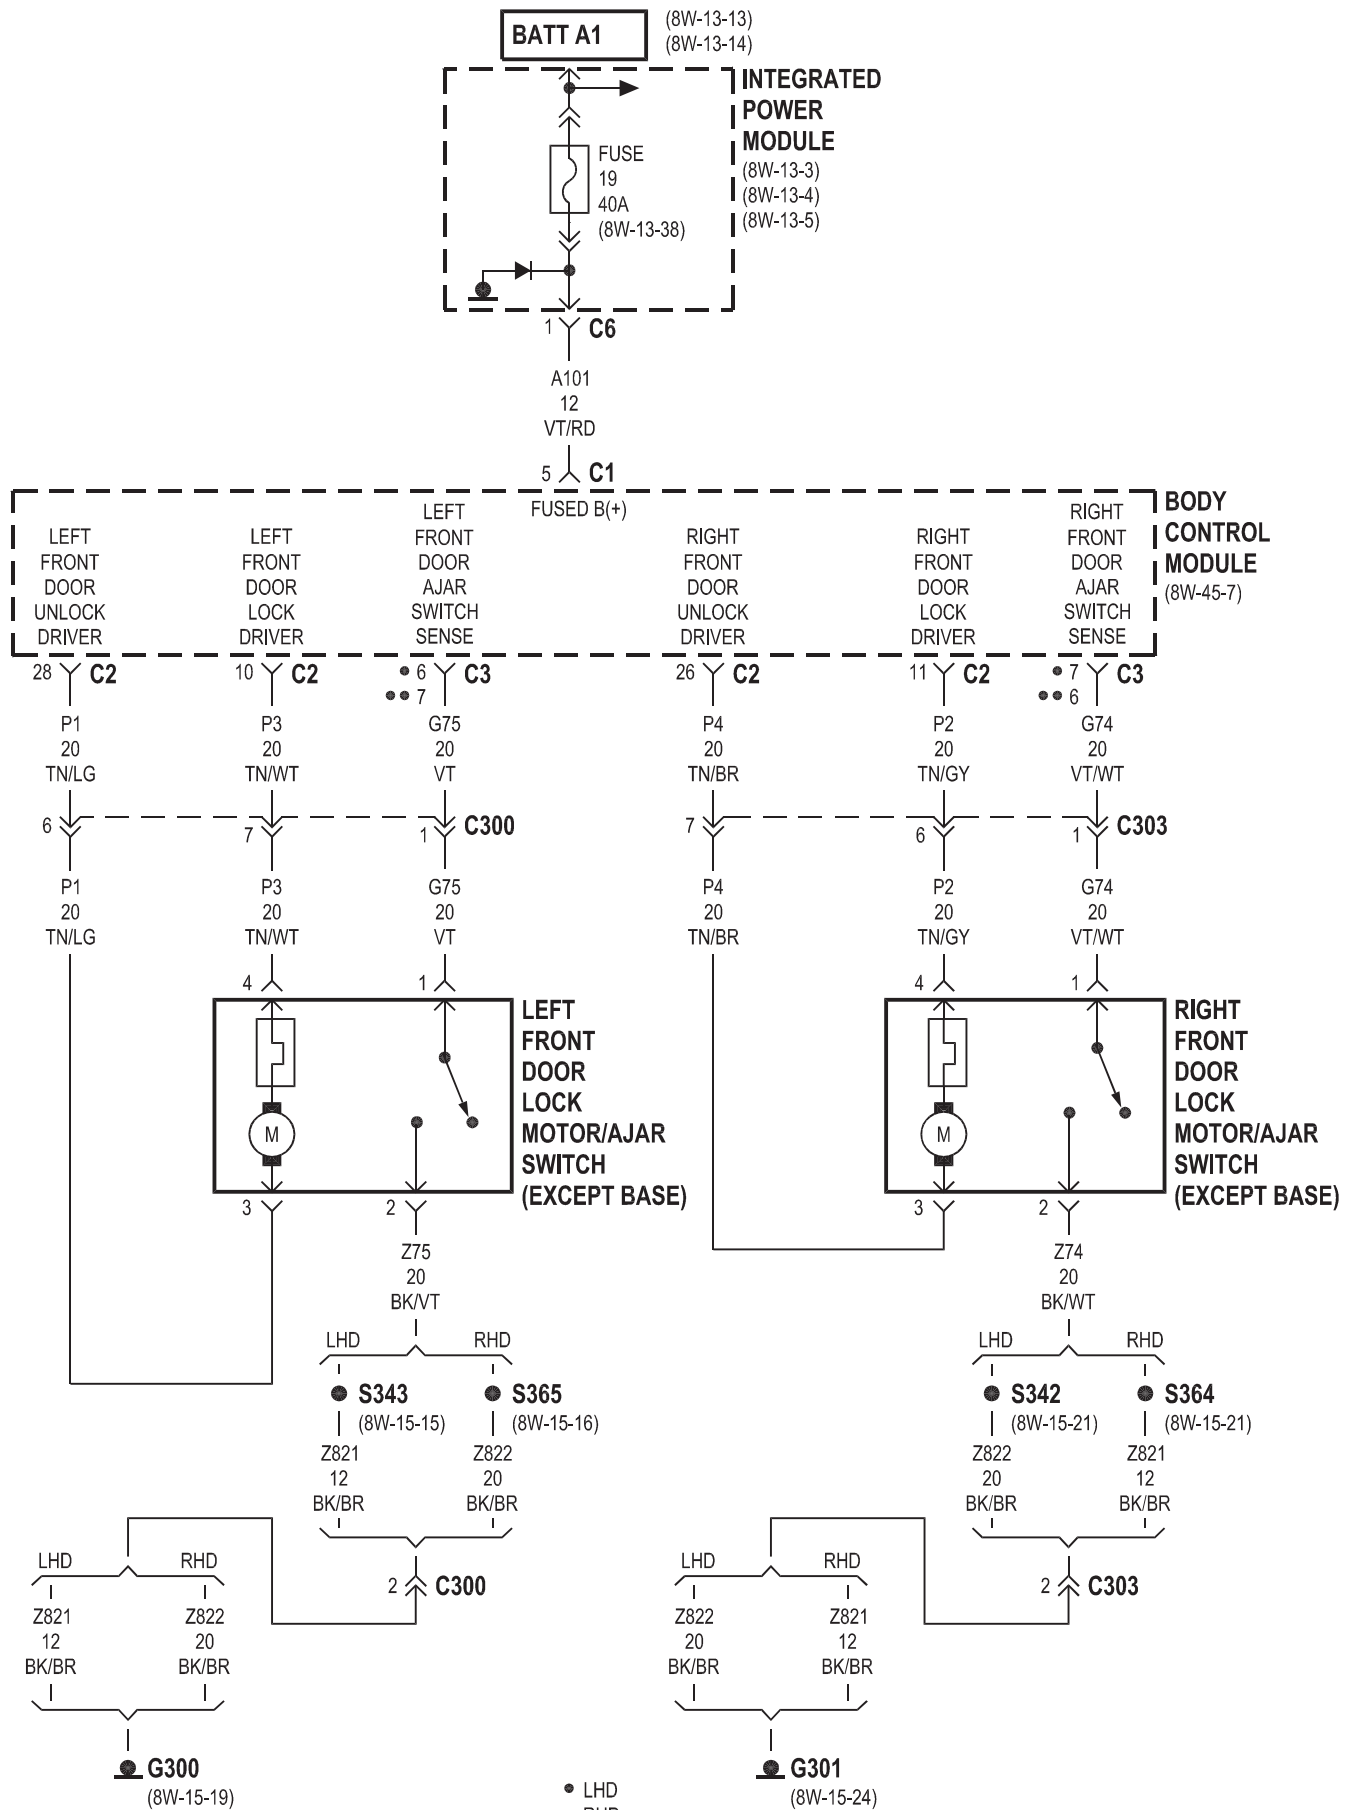 BATT A1
(8W-13-13)
(8W-13-14)
INTEGRATED
POWER
MODULE
(8W-13-3)
(8W-13-4)
(8W-13-5)
FUSE
19
40A
(8W-13-38)
1 C6
A101
12
VT/RD
5 C1
FUSED B(+)
BODY
CONTROL
MODULE
(8W-45-7)
LEFT
FRONT
DOOR
UNLOCK
DRIVER
LEFT
FRONT
DOOR
LOCK
DRIVER
LEFT
FRONT
DOOR
AJAR
SWITCH
SENSE
RIGHT
FRONT
DOOR
UNLOCK
DRIVER
RIGHT
FRONT
DOOR
LOCK
DRIVER
RIGHT
FRONT
DOOR
AJAR
SWITCH
SENSE
28 C2 10 C2 6 C3 26 C2 11 C2 7 C3
7 6
P1 P3 G75 P4 P2 G74
20 20 20 20 20 20
TN/LG TN/WT VT TN/BR TN/GY VT/WT
6 7 1 C300 7 6 1 C303
P1 P3 G75 P4 P2 G74
20 20 20 20 20 20
TN/LG TN/WT VT TN/BR TN/GY VT/WT
4 1 4 1
LEFT
FRONT
DOOR
LOCK
MOTOR/AJAR
SWITCH
(EXCEPT BASE)
M
RIGHT
FRONT
DOOR
LOCK
MOTOR/AJAR
SWITCH
(EXCEPT BASE)
M
3 2 3 2
Z75 Z74
20 20
BK/VT BK/WT
LHD RHD LHD RHD
S343 S365 S342 S364
(8W-15-15) (8W-15-16) (8W-15-21) (8W-15-21)
Z821 Z822 Z822 Z821
12 20 20 12
BK/BR BK/BR BK/BR BK/BR
LHD RHD 2 C300 LHD RHD 2 C303
Z821 Z822 Z822 Z821
12 20 20 12
BK/BR BK/BR BK/BR BK/BR
G300 G301
(8W-15-19) (8W-15-24)
LHD